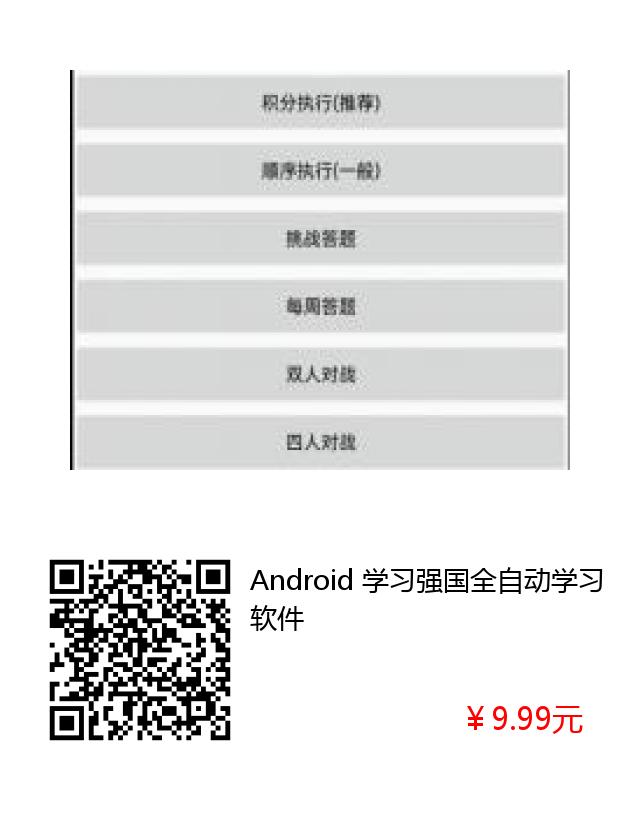 积分执行(推荐)
顺序执行(一般)
挑战答题
每周答题
双人对战
四人对战
Android 学习强国全自动学习
软件
￥9.99元